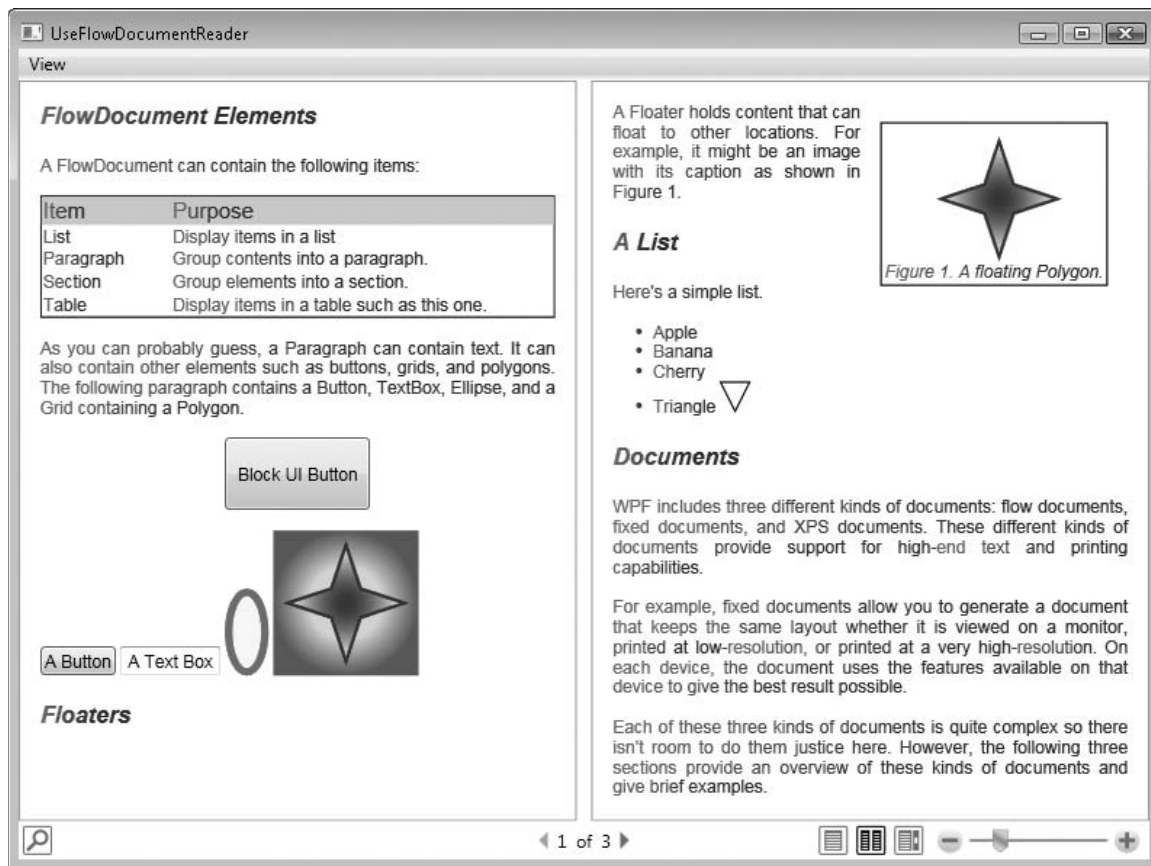 UseFlowDocumentReader
View
FlowDocument Elements
A FlowDocument can contain the following items:
Item Purpose
List Display items in a list
Paragraph Group contents into a paragraph.
Section Group elements into a section.
Table Display items in a table such as this one.
As you can probably guess, a Paragraph can contain text. It can
also contain other elements such as buttons, grids, and polygons.
The following paragraph contains a Button, TextBox, Ellipse, and a
Grid containing a Polygon.
Block UI Button
A Button A Text Box
Floaters
A Floater holds content that can
float to other locations. For
example, it might be an image
with its caption as shown in
Figure 1.
Figure 1. A floating Polygon.
A List
Here's a simple list.
• Apple
• Banana
• Cherry
• Triangle
Documents
WPF includes three different kinds of documents: flow documents,
fixed documents, and XPS documents. These different kinds of
documents provide support for high-end text and printing
capabilities.
For example, fixed documents allow you to generate a document
that keeps the same layout whether it is viewed on a monitor,
printed at low-resolution, or printed at a very high-resolution. On
each device, the document uses the features available on that
device to give the best result possible.
Each of these three kinds of documents is quite complex so there
isn't room to do them justice here. However, the following three
sections provide an overview of these kinds of documents and
give brief examples.
1 of 3